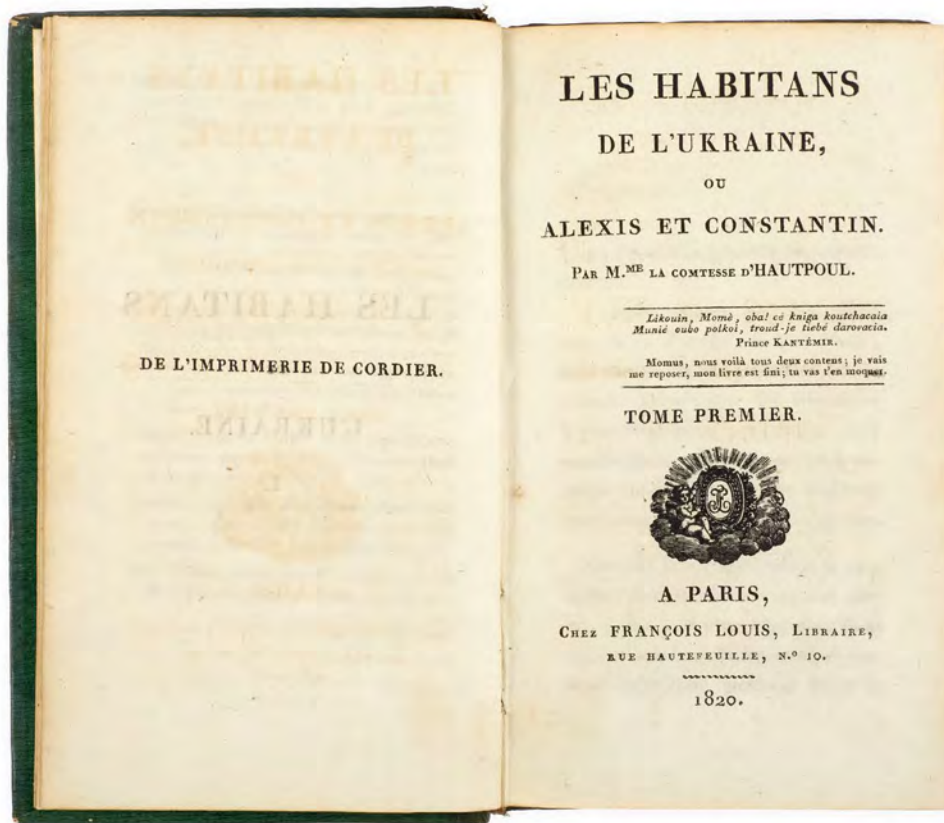 DE L'IMPRIMERIE DE CORDIER.
LES HABITANS
DE L'UKRAINE,
OU
ALEXIS ET CONSTANTIN.
PAR M.ME LA COMTESSE D'HAUTPOUL.
Likouin, Momè, oba! cé kniga koutchacaia
Munié oubo polkoi, troud-je tiebé darovacia.
Prince KANTÉMIR.
Momus, nous voilà tous deux contens; je vais
me reposer, mon livre est fini; tu vas t'en moquer.
TOME PREMIER.
A PARIS,
CHEZ FRANÇOIS LOUIS, LIBRAIRE,
RUE HAUTEFEUILLE, N.º 10.
1820.